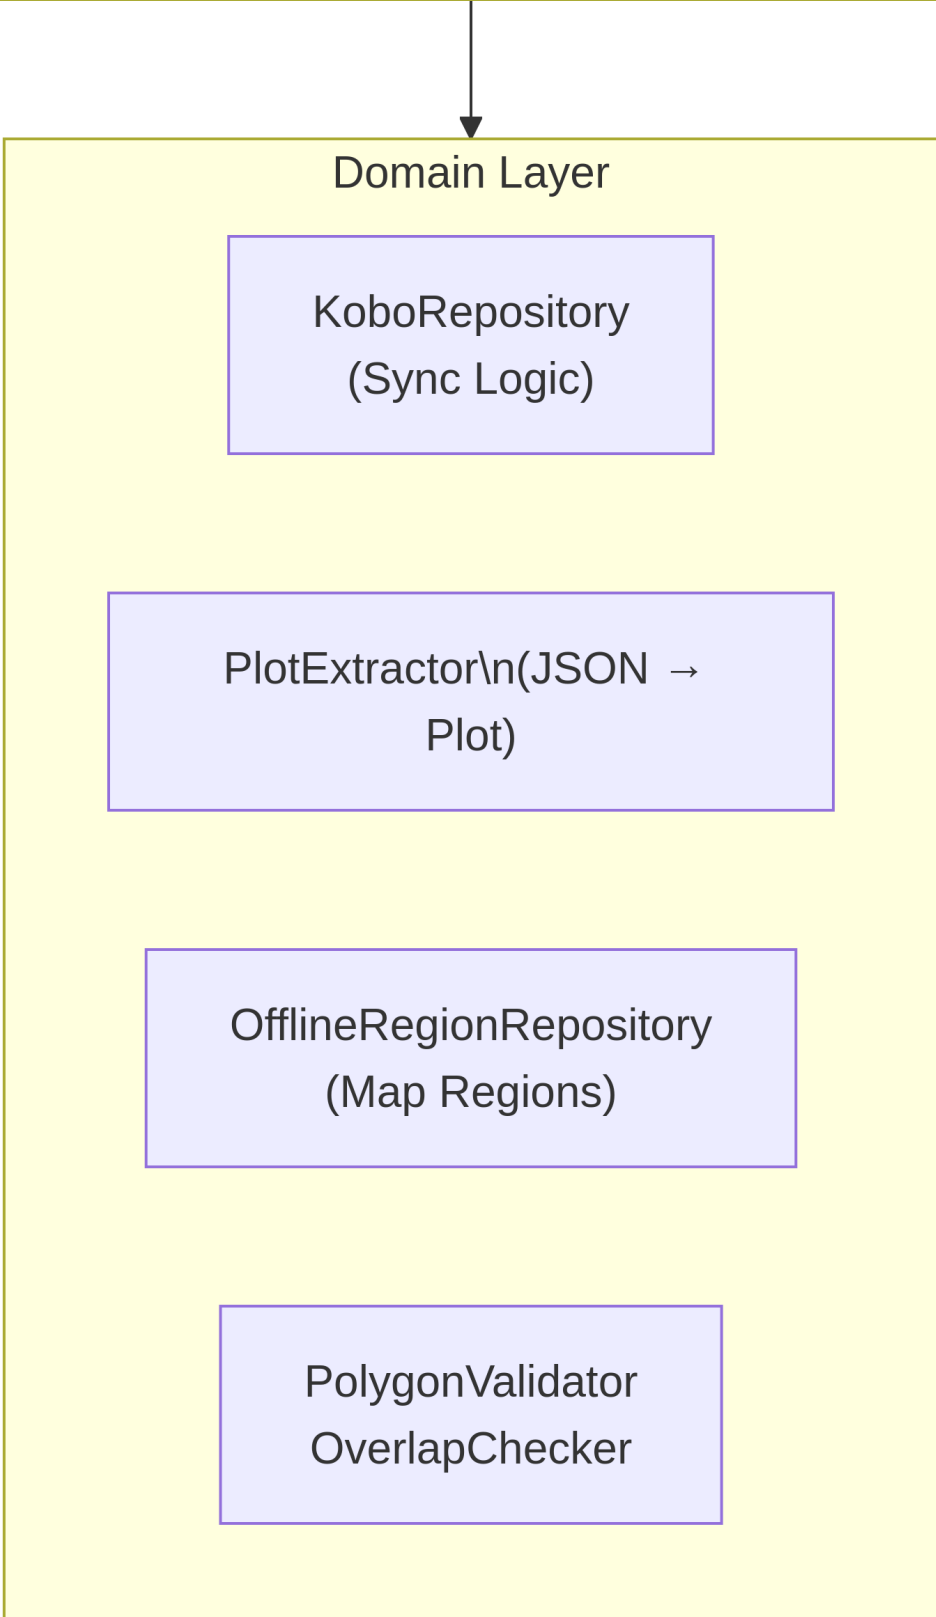 Domain Layer
KoboRepository
(Sync Logic)
PlotExtractor\n(JSON →
Plot)
OfflineRegionRepository
(Map Regions)
PolygonValidator
OverlapChecker